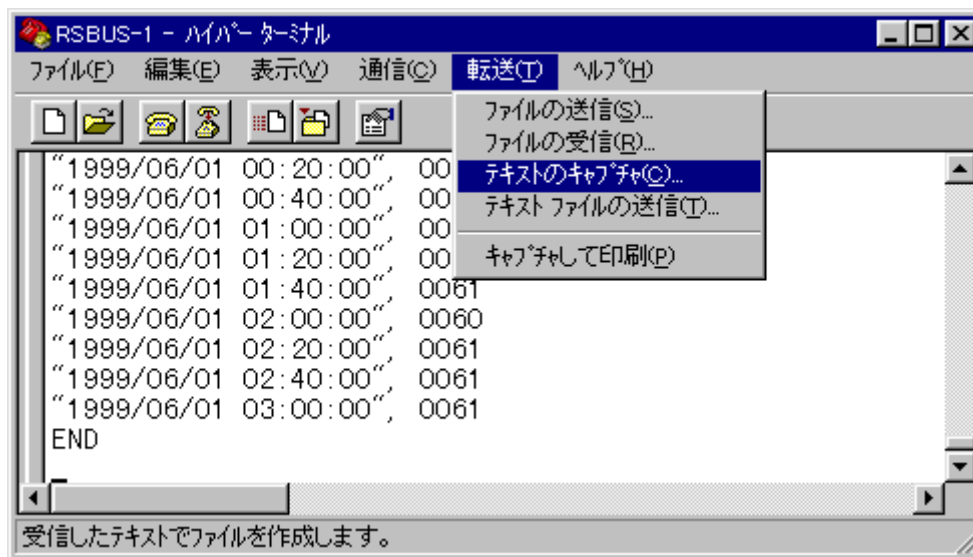 RSBUS-1 - ﾊｲﾊﾟｰ ﾀｰﾐﾅﾙ
ﾌｧｲﾙ(F) 編集(E) 表示(V) 通信(C) 転送(T) ﾍﾙﾌﾟ(H)
ﾌｧｲﾙの送信(S)...
ﾌｧｲﾙの受信(R)...
ﾃｷｽﾄのｷｬﾌﾟﾁｬ(C)...
ﾃｷｽﾄ ﾌｧｲﾙの送信(T)...
ｷｬﾌﾟﾁｬして印刷(P)
"1999/06/01 00:20:00", 00
"1999/06/01 00:40:00", 00
"1999/06/01 01:00:00", 00
"1999/06/01 01:20:00", 00
"1999/06/01 01:40:00", 0061
"1999/06/01 02:00:00", 0060
"1999/06/01 02:20:00", 0061
"1999/06/01 02:40:00", 0061
"1999/06/01 03:00:00", 0061
END
受信したﾃｷｽﾄでﾌｧｲﾙを作成します。